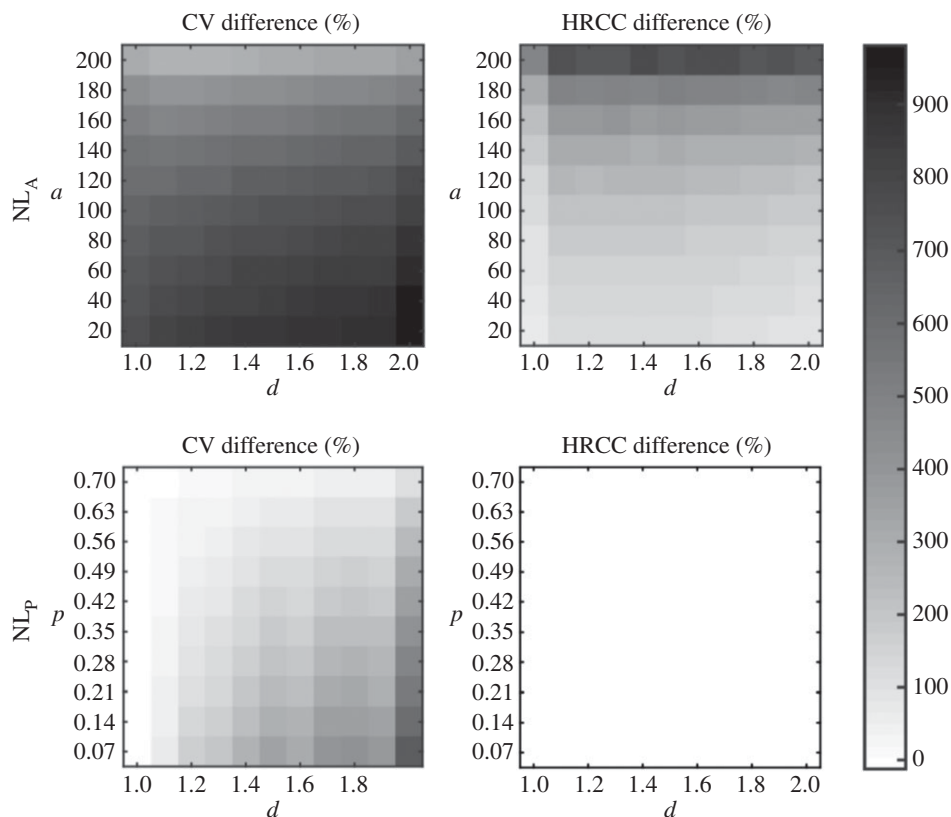 CV difference (%)
HRCC difference (%)
NL_A
a
200
180
160
140
120
100
80
60
40
20
1.0 1.2 1.4 1.6 1.8 2.0
d
a
200
180
160
140
120
100
80
60
40
20
1.0 1.2 1.4 1.6 1.8 2.0
d
CV difference (%)
HRCC difference (%)
NL_P
p
0.70
0.63
0.56
0.49
0.42
0.35
0.28
0.21
0.14
0.07
1.0 1.2 1.4 1.6 1.8
d
p
0.70
0.63
0.56
0.49
0.42
0.35
0.28
0.21
0.14
0.07
1.0 1.2 1.4 1.6 1.8 2.0
d
900
800
700
600
500
400
300
200
100
0